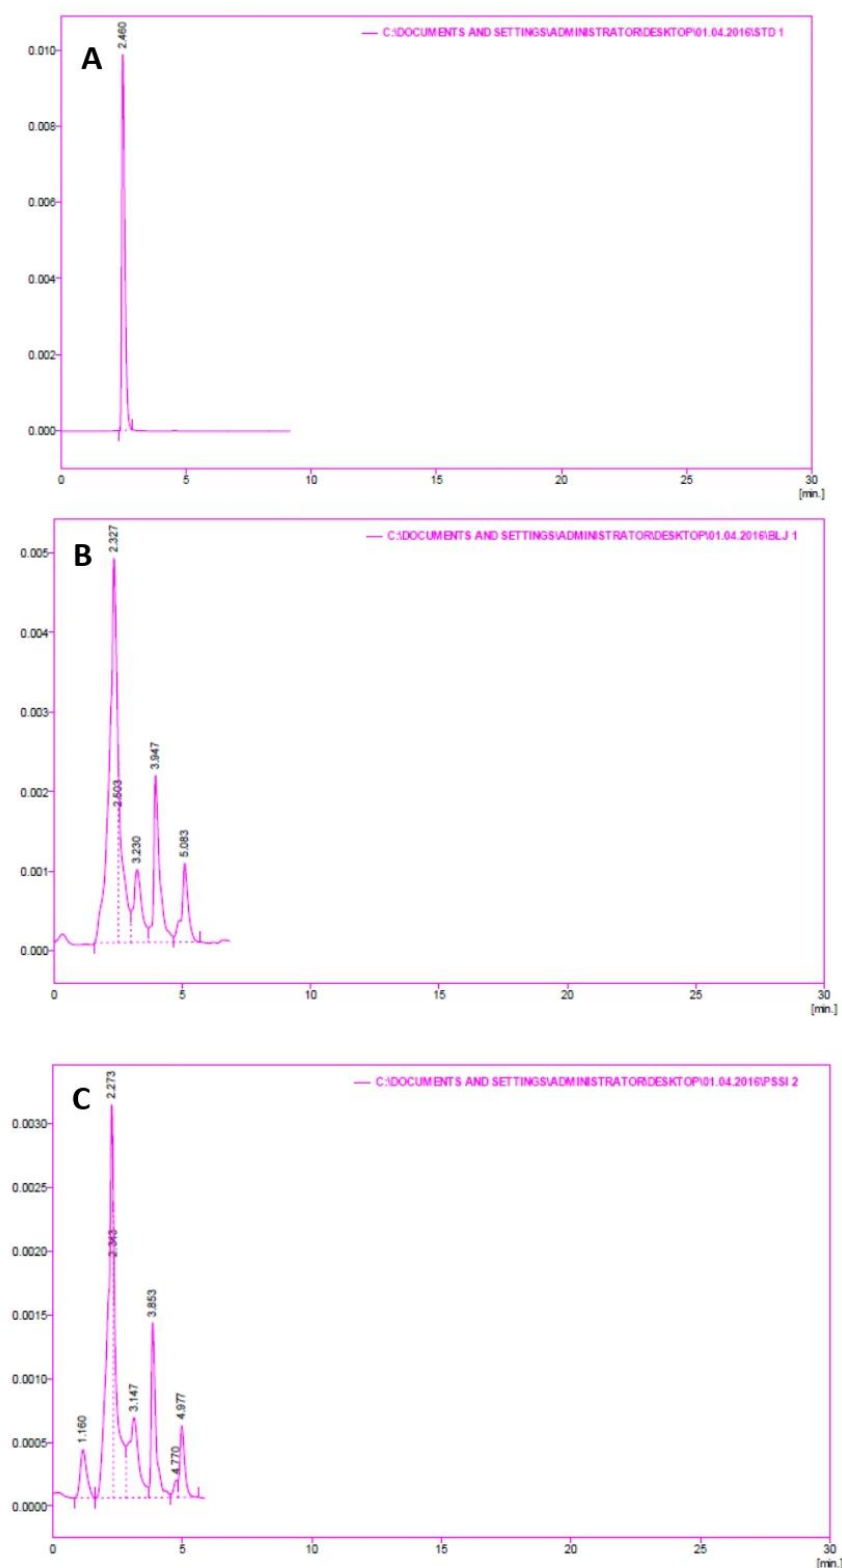 A
2.460
C:\DOCUMENTS AND SETTINGS\ADMINISTRATOR\DESKTOP\01.04.2016\STD 1
0.010
0.008
0.006
0.004
0.002
0.000
0 5 10 15 20 25 30
[min.]
B
2.327
C:\DOCUMENTS AND SETTINGS\ADMINISTRATOR\DESKTOP\01.04.2016\BLJ 1
0.005
0.004
0.003
3.947
0.002
2.503
3.230
5.083
0.001
0.000
0 5 10 15 20 25 30
[min.]
C
2.273
C:\DOCUMENTS AND SETTINGS\ADMINISTRATOR\DESKTOP\01.04.2016\PSSI 2
0.0030
0.0025
0.0020
2.343
0.0015
3.853
0.0010
1.160
3.147
4.770
4.977
0.0005
0.0000
0 5 10 15 20 25 30
[min.]